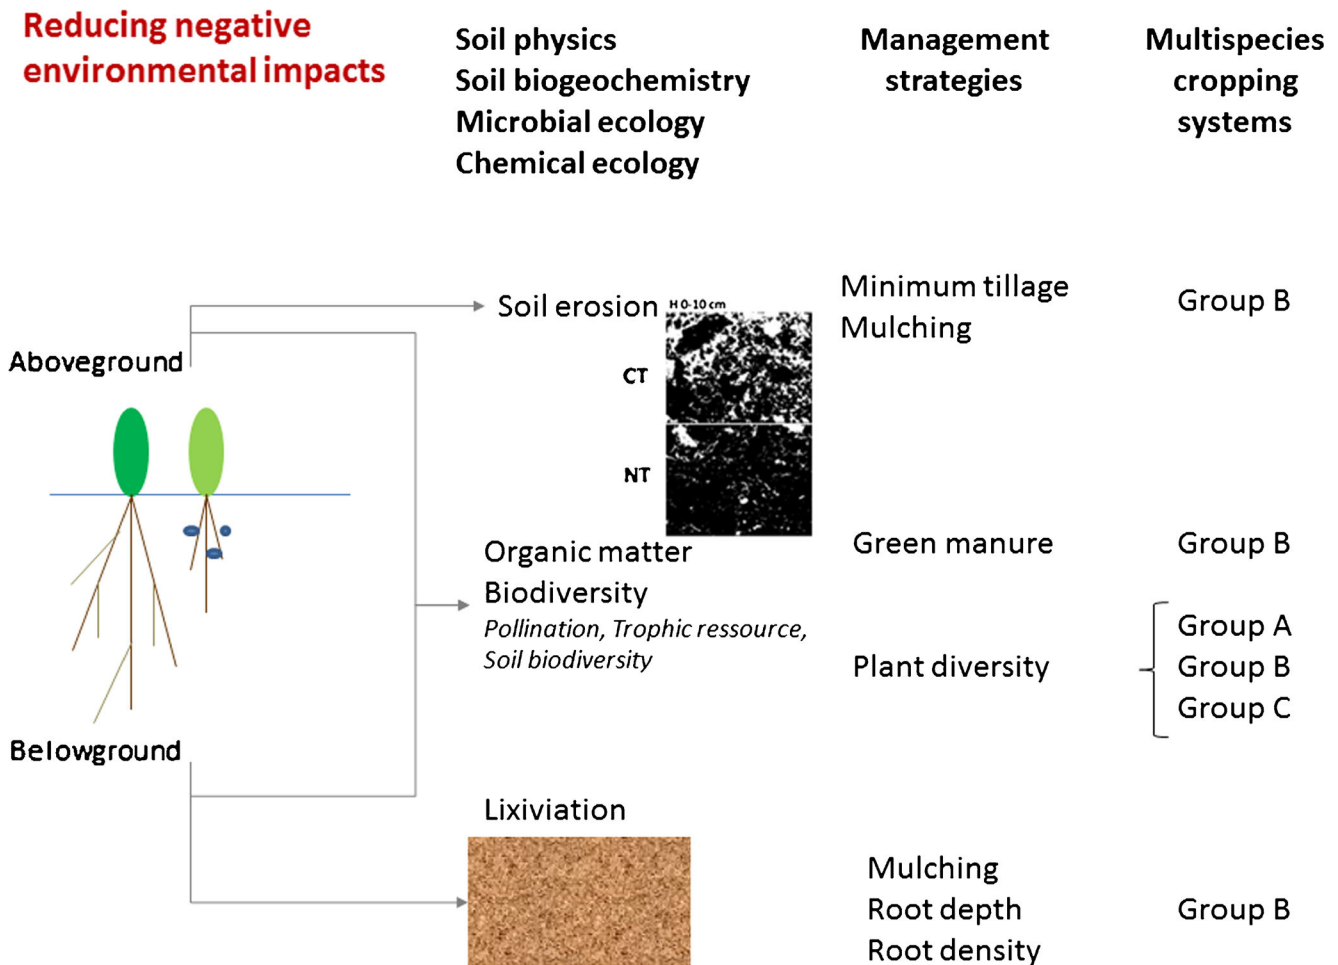 Reducing negative
environmental impacts
Soil physics
Soil biogeochemistry
Microbial ecology
Chemical ecology
Management
strategies
Multispecies
cropping
systems
Aboveground
Belowground
Soil erosion
H 0-10 cm
CT
NT
Minimum tillage
Mulching
Group B
Organic matter
Biodiversity
Pollination, Trophic ressource,
Soil biodiversity
Green manure
Group B
Plant diversity
Group A
Group B
Group C
Lixiviation
Mulching
Root depth
Root density
Group B